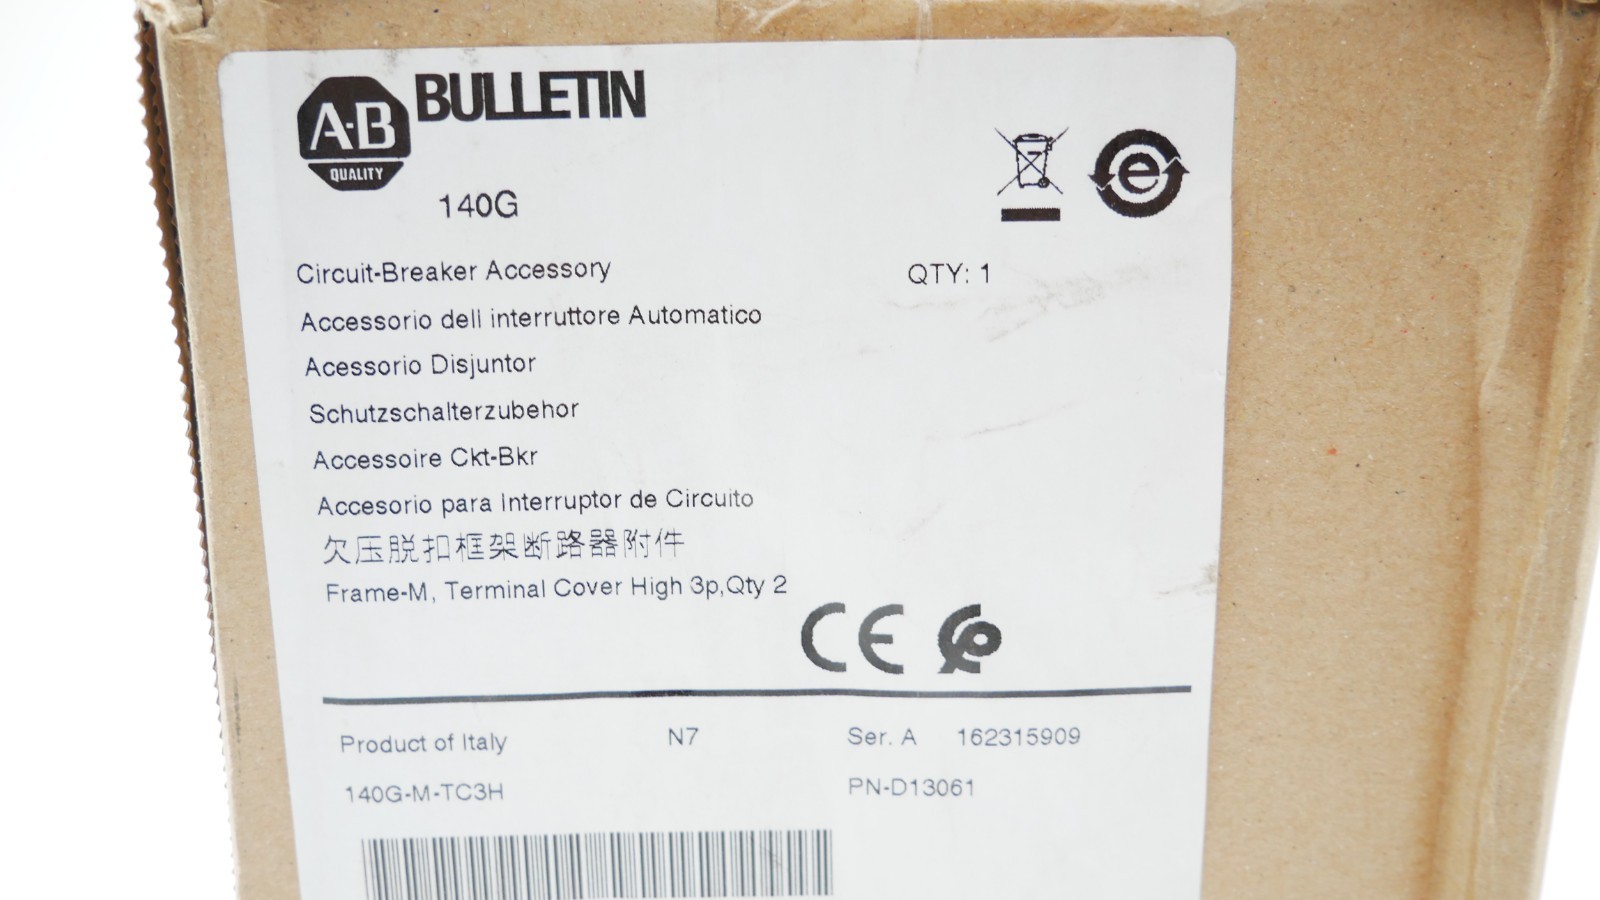 A-B
QUALITY
BULLETIN
140G
e
Circuit-Breaker Accessory
QTY: 1
Accessorio dell interruttore Automatico
Acessorio Disjuntor
Schutzschalterzubehor
Accessoire Ckt-Bkr
Accesorio para Interruptor de Circuito
欠压脱扣框架断路器附件
Frame-M, Terminal Cover High 3p,Qty 2
CE
Product of Italy N7 Ser. A 162315909
140G-M-TC3H PN-D13061